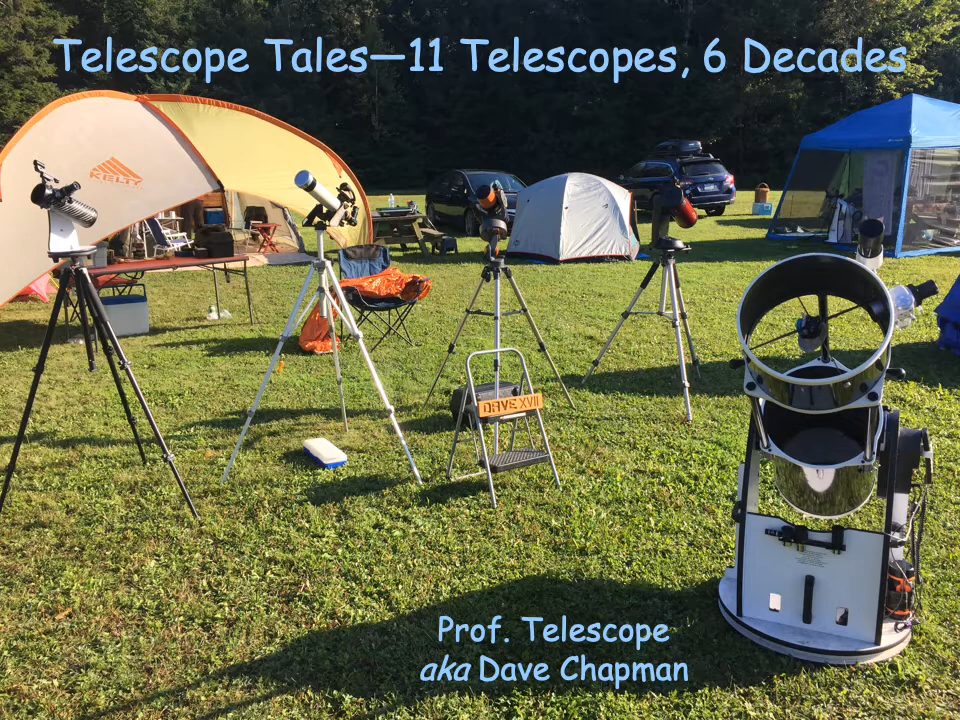 Telescope Tales—11 Telescopes, 6 Decades
KELTY
DAVE XVII
Prof. Telescope
aka Dave Chapman